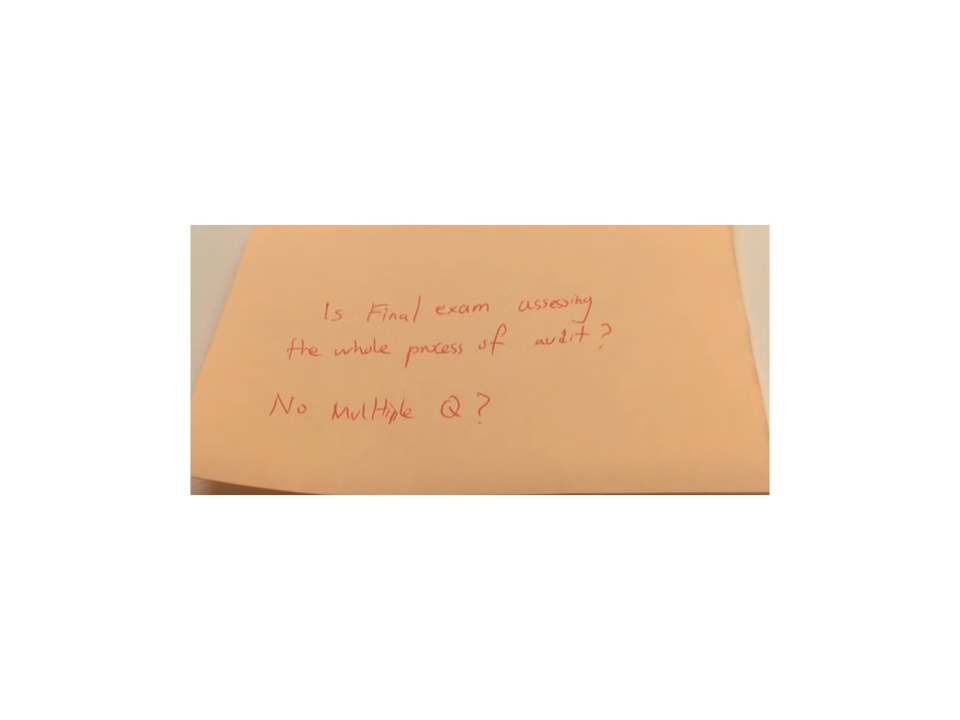 Is Final exam assessing
the whole process of audit?
No Multiple Q?